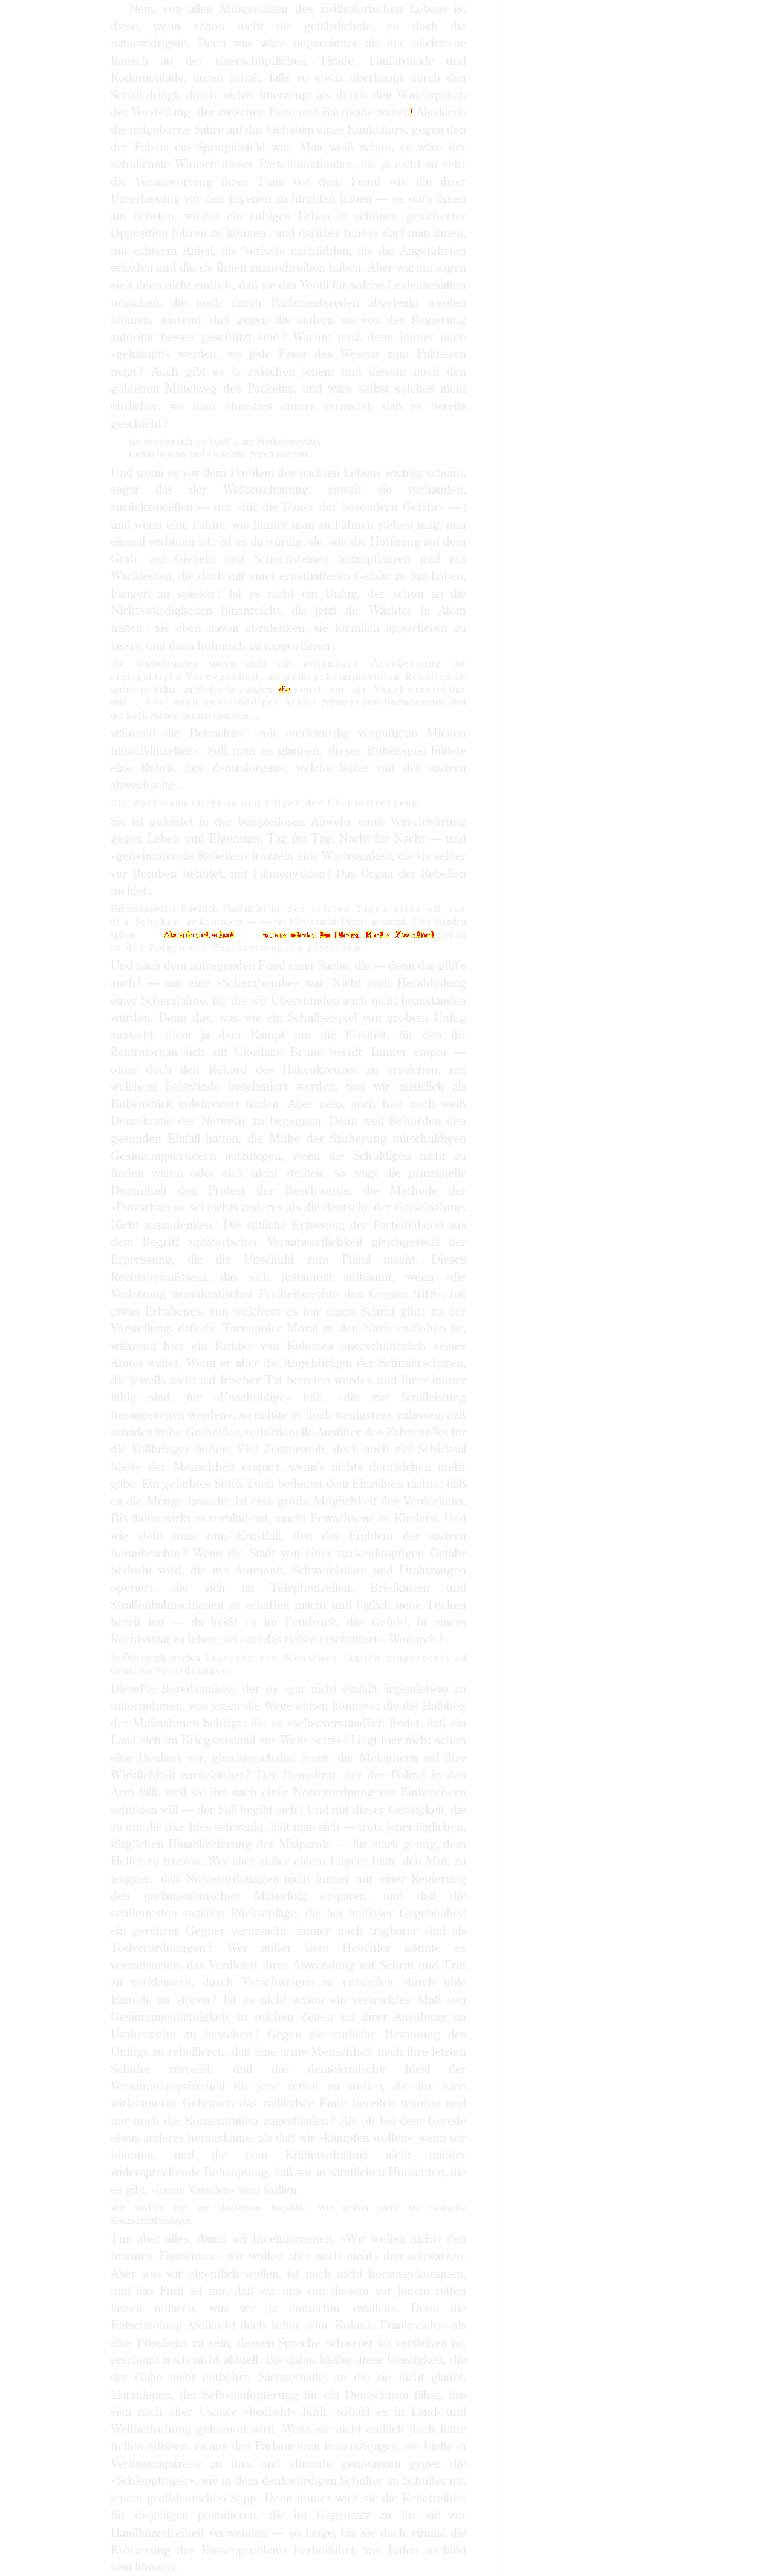 Nein, von allen Mißgestalten des zivilisatorischen Lebens ist
diese, wenn schon nicht die gefährlichste, so doch die
naturwidrigste. Denn was wäre ungereimter als der nüchterne
Rausch an der unerschöpflichen Tirade, Fanfaronade und
Rodomontade, deren Inhalt, falls so etwas überhaupt durch den
Schall dringt, durch nichts überzeugt als durch den Widerspruch
der Vorstellung, der zwischen Büro und Barrikade waltet ! Als durch
die mitgeborne Satire auf das Gehaben eines Kunktators, gegen den
der Fabius ein Springinsfeld war. Man weiß schon, es wäre der
sehnlichste Wunsch dieser Parteifunktionäre, die ja nicht so sehr
die Verantwortung ihres Tuns vor dem Feind wie die ihrer
Unterlassung vor den Eigenen zu fürchten haben — es wäre ihnen
am liebsten, wieder ein ruhiges Leben in schöner, gesicherter
Opposition führen zu können ; und darüber hinaus darf man ihnen,
mit echterm Anteil, die Verluste nachfühlen, die die Angeführten
erleiden und die sie ihnen zuzuschreiben haben. Aber warum sagen
sie's denn nicht endlich, daß sie das Ventil für solche Leidenschaften
brauchen, die noch durch Parlamentsreden abgelenkt werden
können, wissend, daß gegen die andern sie von der Regierung
autoritär besser geschützt sind ? Warum muß denn immer noch
»gekämpft« werden, wo jede Faser des Wesens zum Paktieren
neigt ? Auch gibt es ja zwischen jenem und diesem noch den
goldenen Mittelweg des Packelns, und wäre selbst solches nicht
ehrlicher, wo man ohnedies immer vermutet, daß es bereits
geschieht ?
Sie streiten sich, so heißt's, um Freiheitsrechte,
Genau besehn sind's Knechte gegen Knechte.
Und wenn es vor dem Problem des nackten Lebens wichtig scheint,
sogar das der Weltanschauung, soweit sie vorhanden,
zurückzustellen — nur »für die Dauer der besondern Gefahr« — ;
und wenn eine Fahne, wie immer man zu Fahnen stehen mag, nun
einmal verboten ist : ist es da würdig, sie, wie die Hoffnung auf dem
Grab, auf Giebeln und Schornsteinen aufzupflanzen und mit
Wachleuten, die doch mit einer ernsthafteren Gefahr zu tun haben,
Fangerl zu spielen ? Ist es nicht ein Unfug, der schon an die
Nichtswürdigkeiten hinanreicht, die jetzt die Wächter in Atem
halten : sie eben davon abzulenken, sie förmlich apportieren zu
lassen und dann höhnisch zu rapportieren :
Die Wachebeamten sparen nicht mit grimmiger Anerkennung der
einzigartigen Verwegenheit, mit der die geheimnisvollen Rebellen die
verbotene Fahne an Stellen befestigten, die sonst nur für Vögel erreichbar
sind . . . Erst nach zweistündiger Arbeit gelang es zwei Wachebeamten, drei
der zwölf Fahnen herunterzuholen . . .
während die Betrachter »mit merkwürdig vergnügten Mienen
hinaufblinzelten«. Soll man es glauben, dieses Bubenspiel bildete
eine Rubrik des Zentralorgans, welche leider mit der andern
abwechselte :
Ein Wachmann stirbt an den Folgen der Überanstrengung.
Sie ist geleistet in der beispiellosen Abwehr einer Verschwörung
gegen Leben und Eigentum, Tag für Tag, Nacht für Nacht — und
»geheimnisvolle Rebellen« frozzeln eine Wachsamkeit, die sie selber
vor Bomben behütet, mit Fahnenwitzen ! Das Organ der Rebellen
meldet :
Rayonsinspektor Friedrich Flanzak ist in den letzten Tagen nicht oft aus
den Schuhen gekommen — — bis Mitternacht Dienst gemacht. Drei Stunden
später — — Alarmbereitschaft — — schon wieder im Dienst. Kein Zweifel : er ist
an den Folgen der Überanstrengung gestorben.
Und nach dem aufregenden Fund einer Sache, die — denn das gibt's
auch ! — nur eine »Scherzbombe« war. Nicht nach Herabholung
einer Scherzfahne, für die wir Überstunden auch nicht beanstanden
würden. Denn das, was wie ein Schulbeispiel von grobem Unfug
aussieht, dient ja dem Kampf um die Freiheit, für den ihr
Zentralorgan sich auf Giordano Bruno beruft. Immer empor —
ohne doch den Rekord des Hakenkreuzes zu erreichen, mit
welchem Felswände beschmiert werden, was wir natürlich als
Bubenstück tadelnswert finden. Aber nein, auch hier noch weiß
Demokratie der Notwehr zu begegnen. Denn weil Behörden den
gesunden Einfall hatten, die Mühe der Säuberung mitschuldigen
Gesinnungsbrüdern aufzulegen, wenn die Schuldigen nicht zu
finden waren oder sich nicht stellten, so wagt die prinzipielle
Dummheit den Protest der Beschwerde, die Methode der
»Putzscharen« sei nichts anderes als die deutsche der Geiselnahme.
Nicht auszudenken ! Die sittliche Erfassung der Parteibüberei aus
dem Begriff agitatorischer Verantwortlichkeit gleichgestellt der
Erpressung, die die Unschuld zum Pfand macht. Dieses
Rechtsbewußtsein, das sich justament aufbäumt, wenn »die
Verletzung demokratischer Freiheitsrechte den Gegner trifft«, hat
etwas Erhabenes, von welchem es nur einen Schritt gibt : zu der
Vorstellung, daß die Tarnopoler Moral zu den Nazis entflohen ist,
während hier ein Richter von Kolomea unerschütterlich seines
Amtes waltet. Wenn er aber die Angehörigen der Schmierscharen,
die jeweils nicht auf frischer Tat betreten werden und ihrer immer
fähig sind, für »Unschuldige« hält, »die zur Strafleistung
herangezogen werden«, so müßte er doch wenigstens zulassen, daß
schadenfrohe Gutheißer, redaktionelle Anstifter des Fahnenulks für
die Vollbringer büßen. Viel Zeitvertreib, doch auch viel Schicksal
bliebe der Menschheit erspart, wenn's nichts dergleichen mehr
gäbe. Ein gefärbtes Stück Tuch bedeutet dem Einzelnen nichts ; daß
es die Menge braucht, ist eine große Möglichkeit des Verderbens.
Bis dahin wirkt es verblödend, macht Erwachsene zu Kindern. Und
wie steht man zum Ernstfall, den das Emblem der andern
heranbrachte ? Wenn die Stadt von einer tausendköpfigen Gefahr
bedroht wird, die mit Ammonit, Schwefelsäure und Drahtzangen
operiert, die sich an Telephonzellen, Briefkasten und
Straßenbahnschienen zu schaffen macht und täglich neue Tücken
bereit hat — da heißt es im Fettdruck, das Gefühl, in einem
Rechtsstaat zu leben, sei »auf das tiefste erschüttert«. Wodurch ?
In Österreich werden Tausende von Menschen täglich eingesperrt auf
Grund von Verordnungen.
Dieselbe Beredsamkeit, der es »gar nicht einfällt, irgendetwas zu
unternehmen, was jenen die Wege ebnen könnte« ; die die Halbheit
der Maßnahmen beklagt ; die es »selbstverständlich findet, daß ein
Land sich im Kriegszustand zur Wehr setzt« ! Liegt hier nicht schon
eine Denkart vor, gleichgeschaltet jener, die Metaphern auf ihre
Wirklichkeit zurückführt ? Der Demokrat, der der Polizei in den
Arm fällt, weil sie ihn nach einer Notverordnung vor Einbrechern
schützen will — der Fall begibt sich ! Und mit dieser Geistigkeit, die
so um die fixe Idee schwankt, hält man sich — trotz jener täglichen,
kläglichen Hinablizitierung der Maiparole — für stark genug, dem
Helfer zu trotzen. Wer aber außer einem Lügner hätte den Mut, zu
leugnen, daß Notverordnungen nicht immer nur einer Regierung
den parlamentarischen Mißerfolg ersparen, und daß die
schlimmsten sozialen Rückschläge, die bei heilloser Gegebenheit
ein gereizter Gegner verursacht, immer noch tragbarer sind als
Todverordnungen ? Wer außer dem Heuchler könnte es
verantworten, das Verdienst ihrer Abwendung auf Schritt und Tritt
zu verkleinern, durch Verschweigen zu entstellen, durch üble
Einrede zu stören ? Ist es nicht schon ein vertracktes Maß von
Gesinnungstüchtigkeit, in solchen Zeiten auf ihrer Ausübung im
Umherziehn zu bestehen ? Gegen die endliche Hemmung des
Unfugs zu rebellieren, daß eine arme Menschheit noch ihre letzten
Schuhe zerreißt, und das demokratische Ideal der
Versammlungsfreiheit für jene retten zu wollen, die ihr nach
wirksamerm Gebrauch das radikalste Ende bereiten würden und
nur noch die Konzentration zugeständen ? Als ob bei dem Gerede
etwas anderes herauskäme, als daß wir »kämpfen wollen«, wenn wir
könnten, und die dem Kräfteverhältnis nicht minder
widersprechende Behauptung, daß wir in sämtlichen Hinsichten, die
es gibt, »keine Vasallen« sein wollen.
Wir wollten hin zur deutschen Republik. Wir wollen nicht ins deutsche
Konzentrationslager.
Tun aber alles, damit wir hineinkommen. »Wir wollen nicht« den
braunen Faszismus, »wir wollen aber auch nicht« den schwarzen.
Aber was wir eigentlich wollen, ist noch nicht herausgekommen,
und das Fazit ist nur, daß wir uns von diesem vor jenem retten
lassen müssen, was wir ja immerhin »wollen«. Denn die
Entscheidung, vielleicht doch lieber »eine Kolonie Frankreichs« als
eine Preußens zu sein, dessen Sprache schwerer zu verstehen ist,
erscheint noch nicht aktuell. Bis dahin bleibe diese Geistigkeit, die
der Gabe nicht entbehrt, Sachverhalte, an die sie nicht glaubt,
klarzulegen, der Selbstaufopferung für ein Deutschtum fähig, das
sich nach alter Usance »bedroht« fühlt, sobald es in Land- und
Weltbedrohung gehemmt wird. Wenn sie nicht endlich doch hätte
helfen müssen, es aus den Parlamenten hinauszujagen, sie hielte in
Verfassungstreue zu ihm und stimmte gemeinsam gegen die
»Schleppträger«, wie in dem denkwürdigen Schulter an Schulter mit
jenem großdeutschen Sepp. Denn immer wird sie die Redefreiheit
für diejenigen postulieren, die im Gegensatz zu ihr sie zur
Handlungsfreiheit verwenden — so lange, bis sie doch einmal die
Erörterung des Rassenproblems herbeiführt, wie Juden so blöd
sein können.